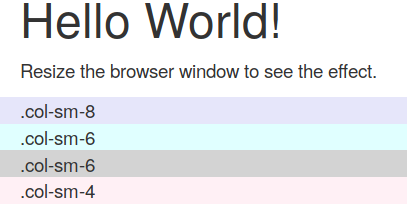 Hello World!
Resize the browser window to see the effect.
.col-sm-8
.col-sm-6
.col-sm-6
.col-sm-4